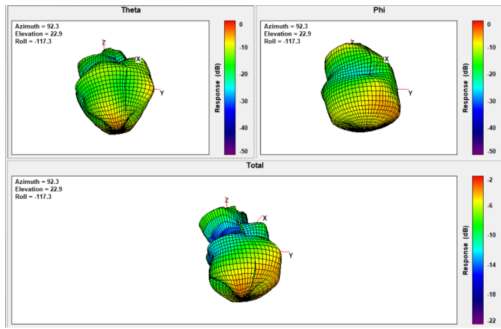 Theta
Azimuth = 92.3
Elevation = 22.9
Roll = -117.3
Z
X
Y
0
-10
-20
-30
-40
-50
Response (dB)
Phi
Azimuth = 92.3
Elevation = 22.9
Roll = -117.3
Z
X
Y
0
-10
-20
-30
-40
-50
Response (dB)
Total
Azimuth = 92.3
Elevation = 22.9
Roll = -117.3
Z
X
Y
-2
-6
-10
-14
-18
-22
Response (dB)